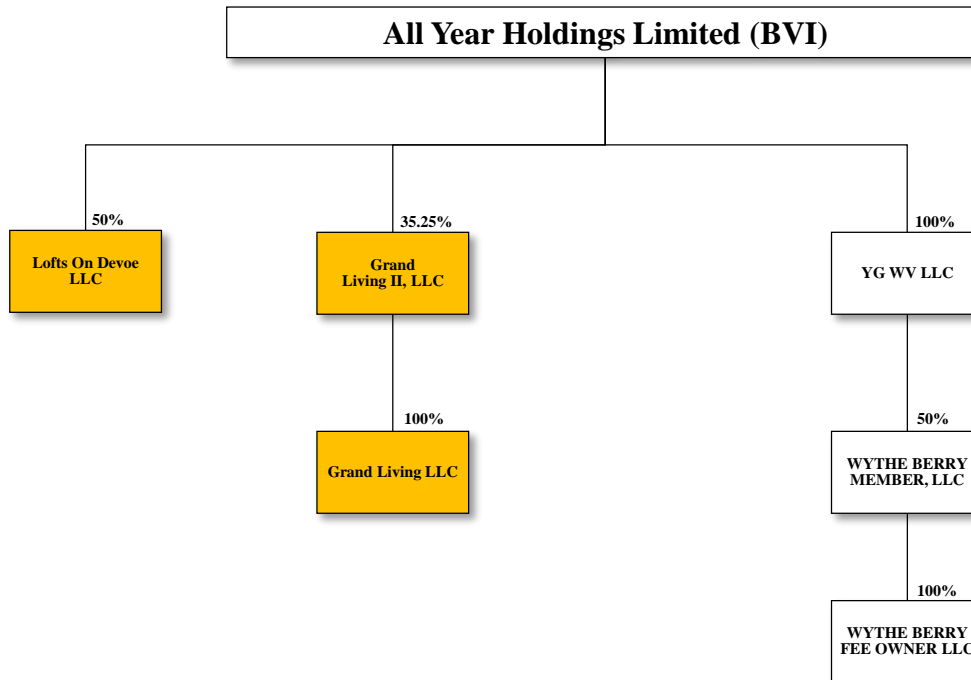 All Year Holdings Limited (BVI)
50%
35.25%
100%
Lofts On Devoe
LLC
Grand
Living II, LLC
YG WV LLC
100%
50%
Grand Living LLC
WYTHE BERRY
MEMBER, LLC
100%
WYTHE BERRY
FEE OWNER LLC